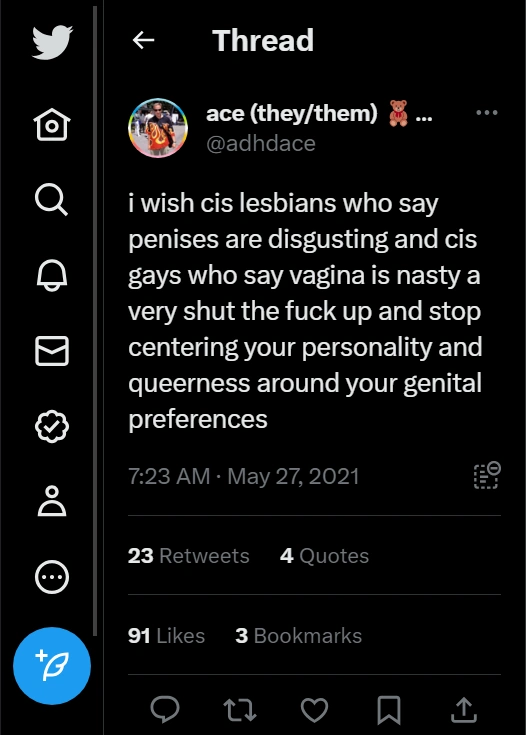 Thread
ace (they/them) 🧸 ...
@adhdace
i wish cis lesbians who say
penises are disgusting and cis
gays who say vagina is nasty a
very shut the fuck up and stop
centering your personality and
queerness around your genital
preferences
7:23 AM · May 27, 2021
23 Retweets 4 Quotes
91 Likes 3 Bookmarks